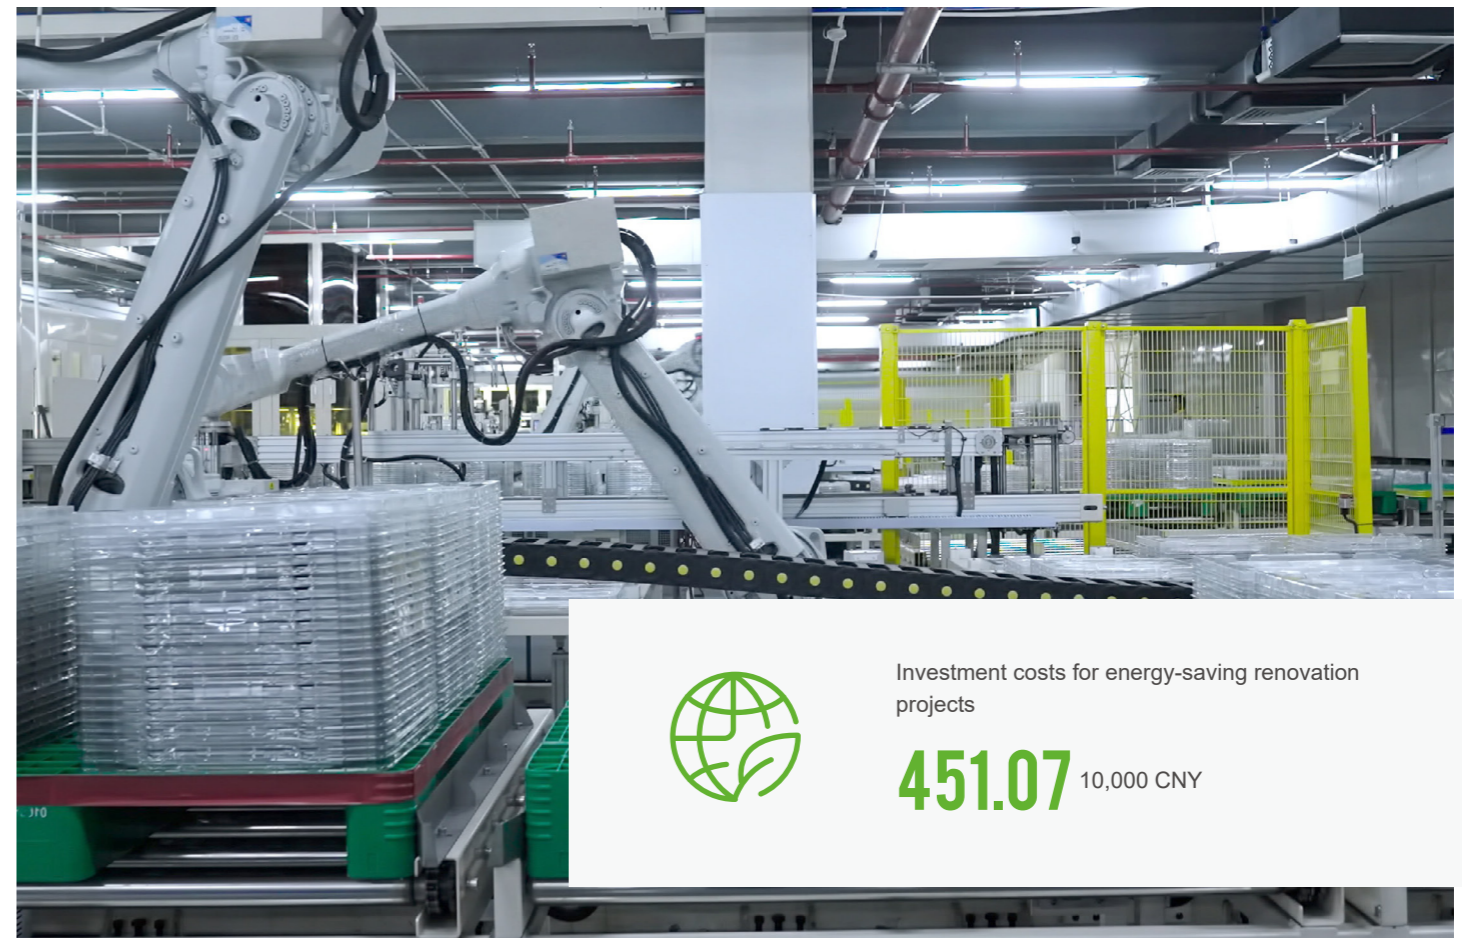 Investment costs for energy-saving renovation
projects
451.07 10,000 CNY